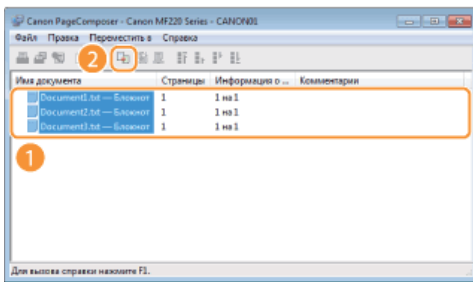 Canon PageComposer - Canon MF220 Series - CANON01
Файл Правка Переместить в Справка
2
Имя документа Страницы Информация о ... Комментарии
Document1.txt — Блокнот 1 1 на 1
Document2.txt — Блокнот 1 1 на 1
Document3.txt — Блокнот 1 1 на 1
1
Для вызова справки нажмите F1.